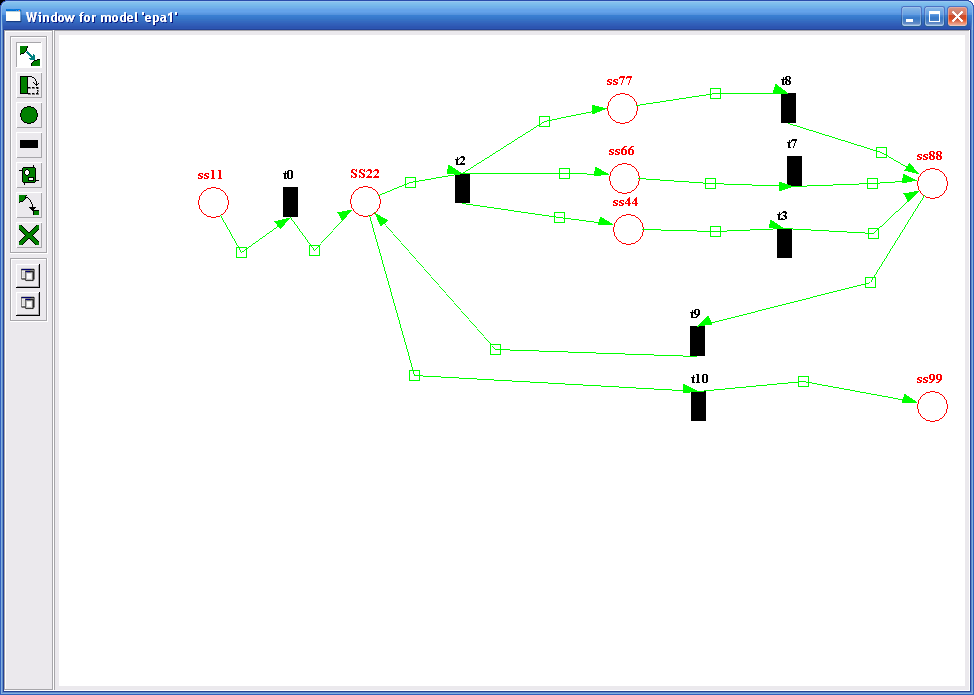 Window for model 'epa1'
ss77
t8
ss66
t7
ss88
t2
ss11
t0
SS22
ss44
t3
t9
t10
ss99